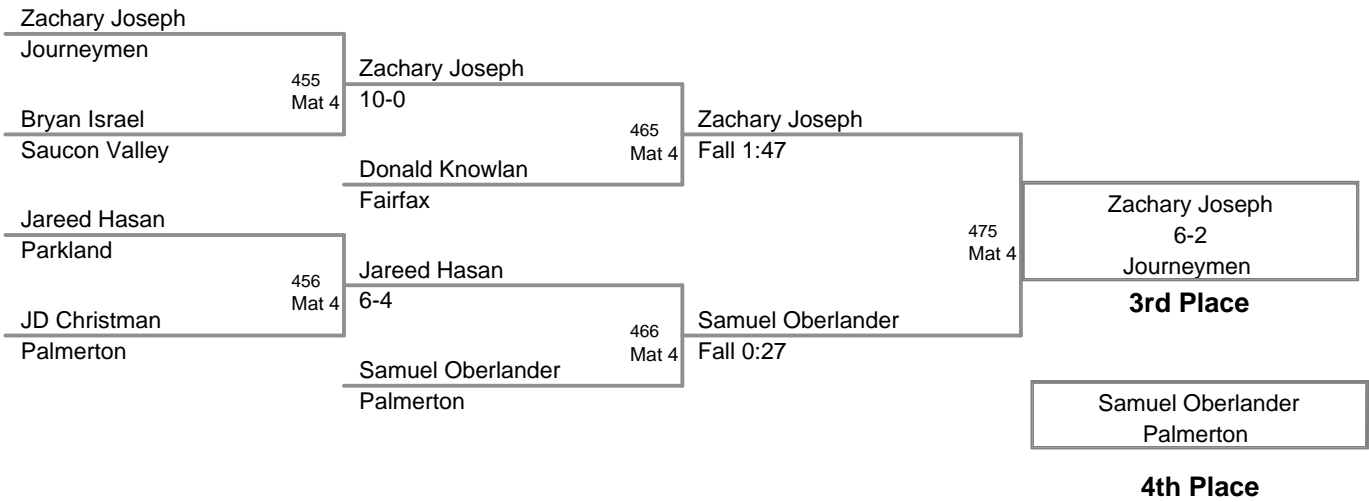 Zachary Joseph
Journeymen
455
Mat 4
Bryan Israel
Saucon Valley
Jareed Hasan
Parkland
456
Mat 4
JD Christman
Palmerton
Zachary Joseph
10-0
465
Mat 4
Donald Knowlan
Fairfax
Jareed Hasan
6-4
466
Mat 4
Samuel Oberlander
Palmerton
Zachary Joseph
Fall 1:47
475
Mat 4
Samuel Oberlander
Fall 0:27
Zachary Joseph
6-2
Journeymen
3rd Place
Samuel Oberlander
Palmerton
4th Place